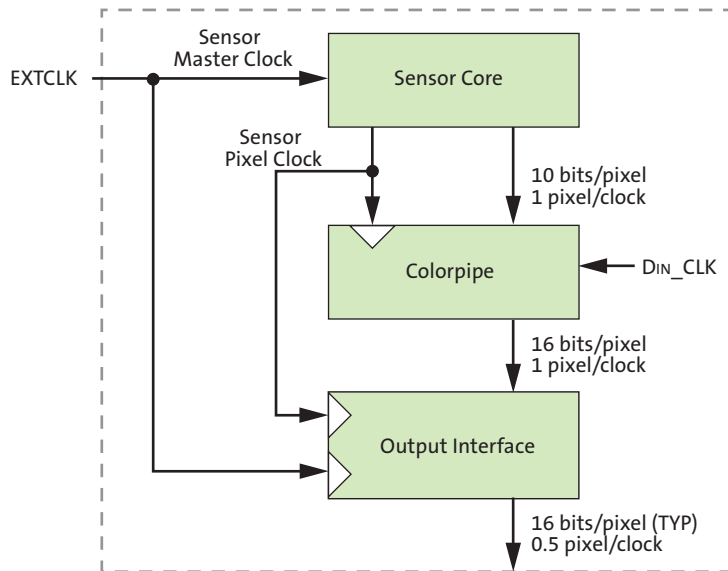 Sensor
Master Clock
EXTCLK
Sensor Core
Sensor
Pixel Clock
10 bits/pixel
1 pixel/clock
Colorpipe
DIN_CLK
16 bits/pixel
1 pixel/clock
Output Interface
16 bits/pixel (TYP)
0.5 pixel/clock